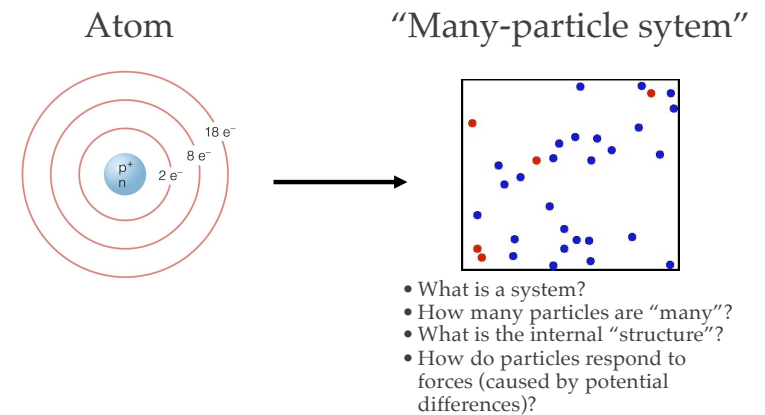 Atom
"Many-particle sytem"
18 e⁻
8 e⁻
2 e⁻
p⁺
n
• What is a system?
• How many particles are "many"?
• What is the internal "structure"?
• How do particles respond to
forces (caused by potential
differences)?